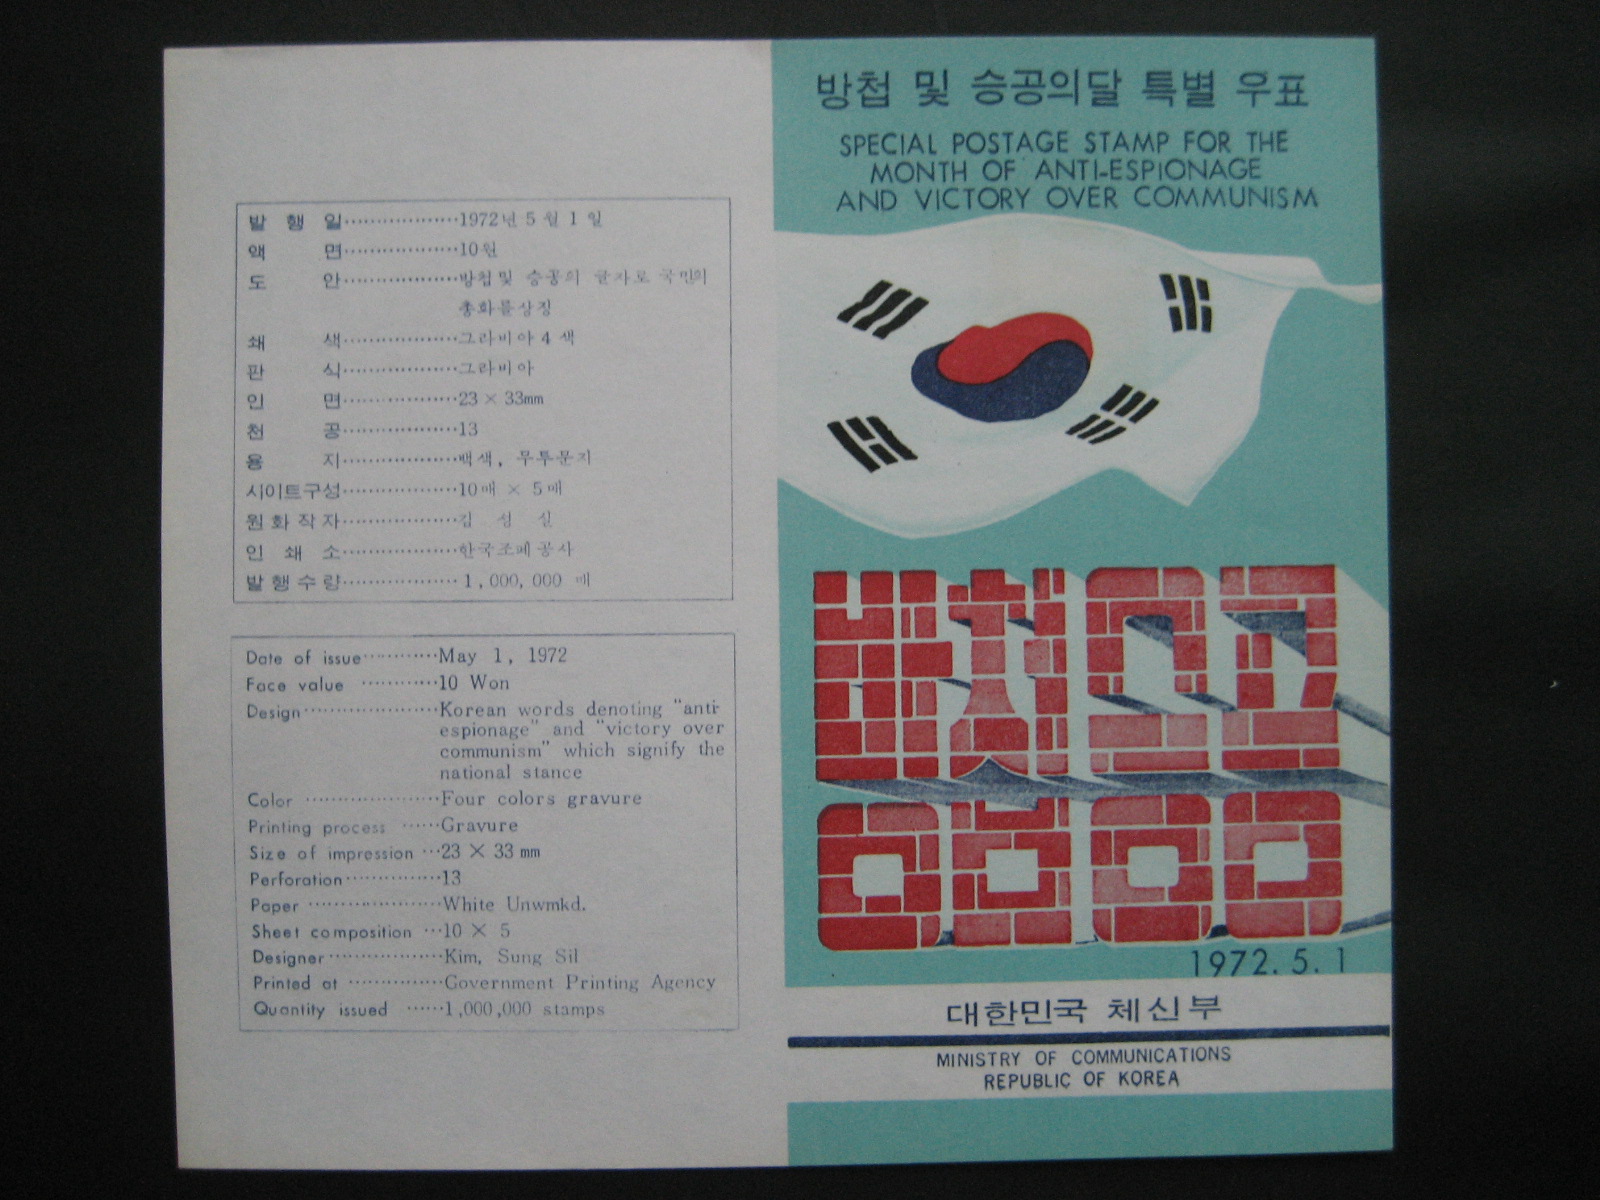 발 행 일··················1972년 5 월 1 일
액 면··················10원
도 안··················방첩및 승공의 글자로 국민의
총화를상징
쇄 색··················그라비아 4 색
판 식··················그라비아
인 면··················23 × 33mm
천 공··················13
용 지··················백색, 무투문지
시이트구성··················10매 × 5매
원 화 작 자··················김 성 실
인 쇄 소··················한국조폐공사
발 행 수 량··················1,000,000 매
Date of issue············May 1, 1972
Face value ············10 Won
Design·····················Korean words denoting "anti-
espionage" and "victory over
communism" which signify the
national stance
Color ·····················Four colors gravure
Printing process ······Gravure
Size of impression ···23 × 33 mm
Perforation···············13
Paper ·····················White Unwmkd.
Sheet composition ···10 × 5
Designer··················Kim, Sung Sil
Printed at ···············Government Printing Agency
Quantity issued ······1,000,000 stamps
방첩 및 승공의달 특별 우표
SPECIAL POSTAGE STAMP FOR THE
MONTH OF ANTI-ESPIONAGE
AND VICTORY OVER COMMUNISM
방첩승공
1972. 5. 1
대한민국 체신부
MINISTRY OF COMMUNICATIONS
REPUBLIC OF KOREA